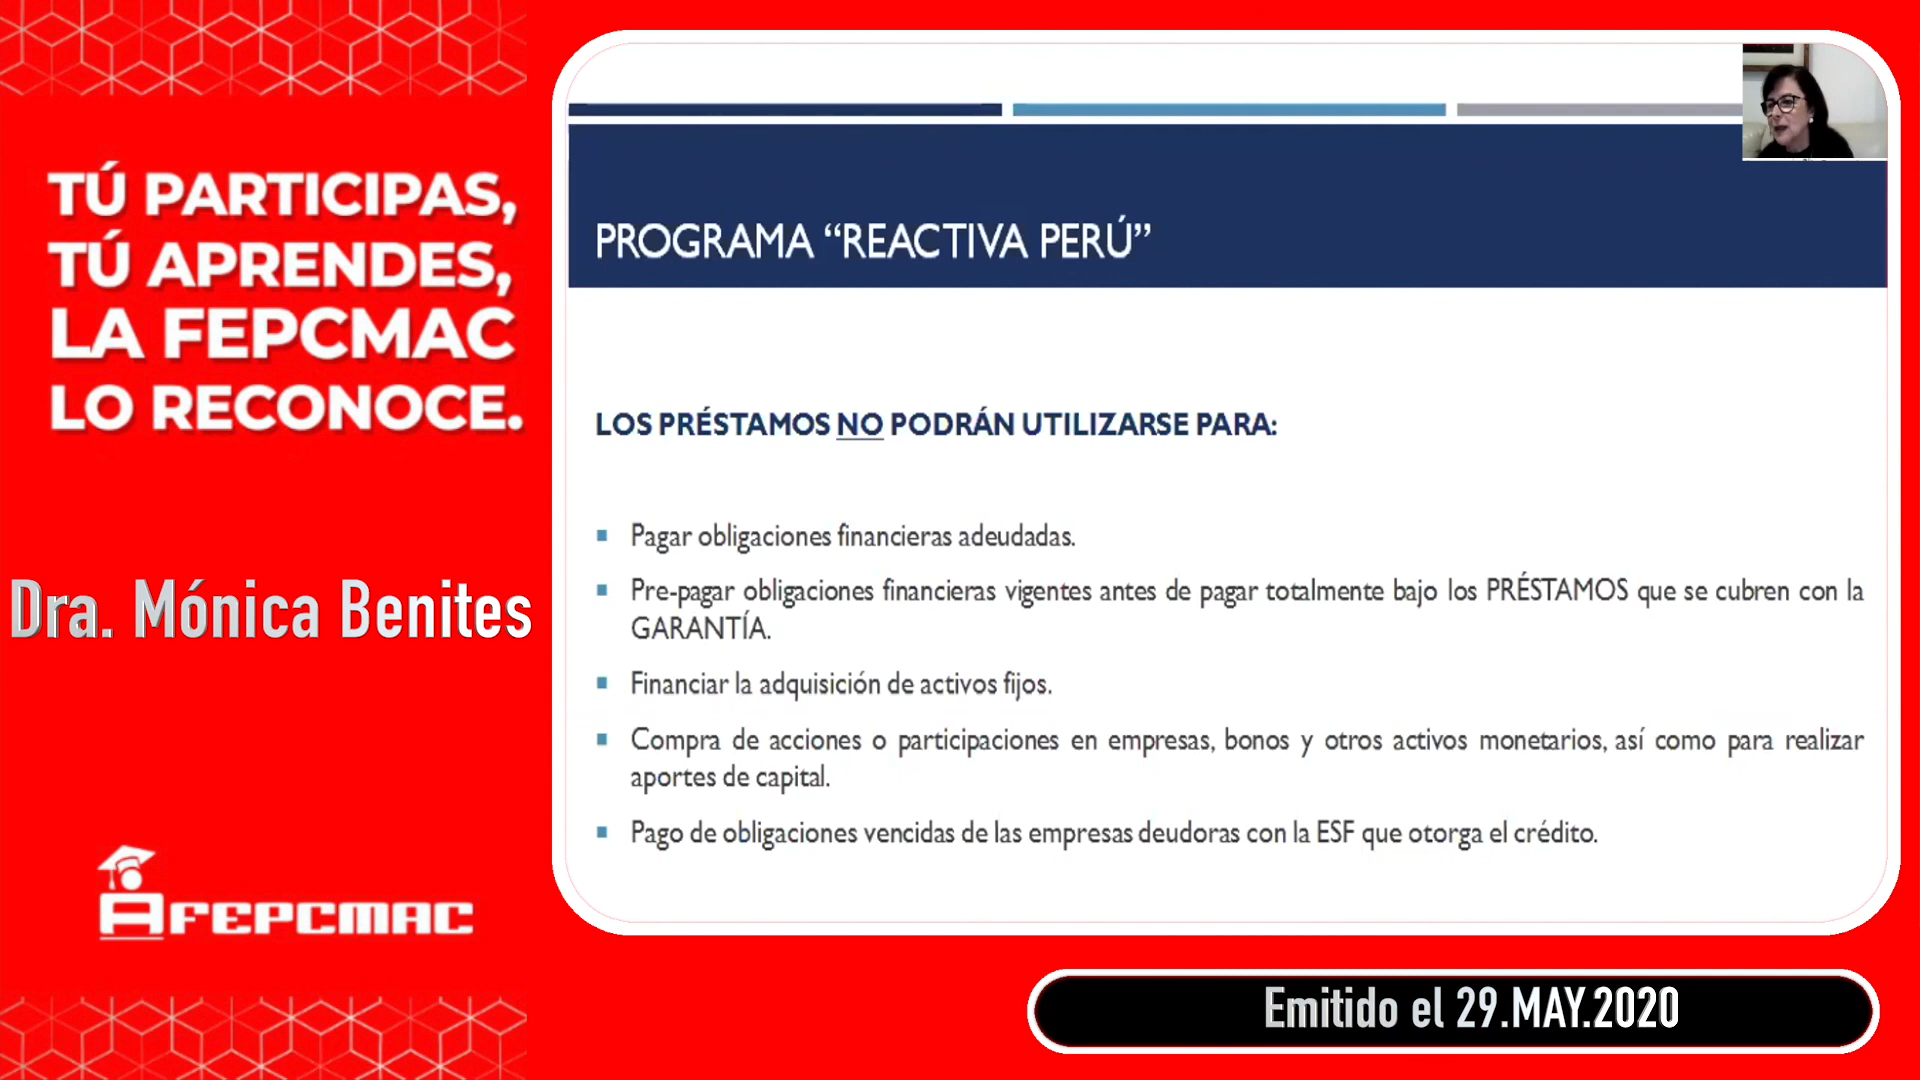 TÚ PARTICIPAS,
TÚ APRENDES,
LA FEPCMAC
LO RECONOCE.
Dra. Mónica Benites
FEPCMAC
PROGRAMA “REACTIVA PERÚ”
LOS PRÉSTAMOS NO PODRÁN UTILIZARSE PARA:
▪ Pagar obligaciones financieras adeudadas.
▪ Pre-pagar obligaciones financieras vigentes antes de pagar totalmente bajo los PRÉSTAMOS que se cubren con la
GARANTÍA.
▪ Financiar la adquisición de activos fijos.
▪ Compra de acciones o participaciones en empresas, bonos y otros activos monetarios, así como para realizar
aportes de capital.
▪ Pago de obligaciones vencidas de las empresas deudoras con la ESF que otorga el crédito.
Emitido el 29.MAY.2020